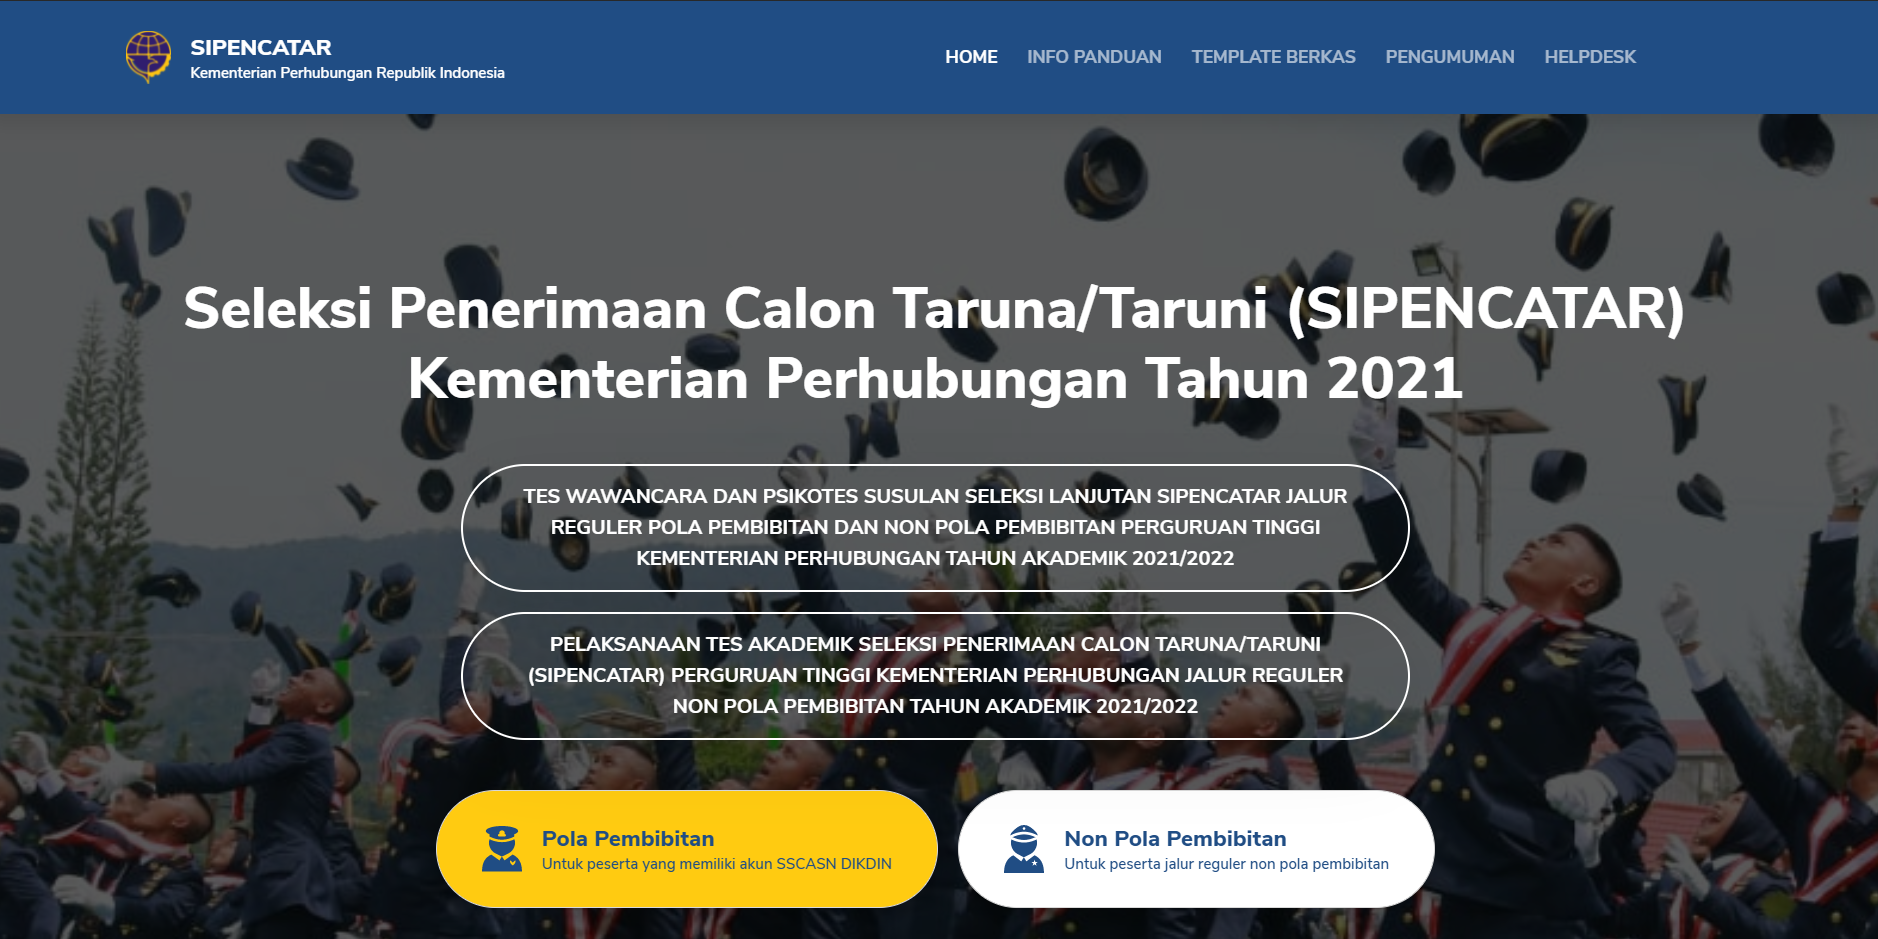 SIPENCATAR
Kementerian Perhubungan Republik Indonesia
HOME INFO PANDUAN TEMPLATE BERKAS PENGUMUMAN HELPDESK
Seleksi Penerimaan Calon Taruna/Taruni (SIPENCATAR)
Kementerian Perhubungan Tahun 2021
TES WAWANCARA DAN PSIKOTES SUSULAN SELEKSI LANJUTAN SIPENCATAR JALUR
REGULER POLA PEMBIBITAN DAN NON POLA PEMBIBITAN PERGURUAN TINGGI
KEMENTERIAN PERHUBUNGAN TAHUN AKADEMIK 2021/2022
PELAKSANAAN TES AKADEMIK SELEKSI PENERIMAAN CALON TARUNA/TARUNI
(SIPENCATAR) PERGURUAN TINGGI KEMENTERIAN PERHUBUNGAN JALUR REGULER
NON POLA PEMBIBITAN TAHUN AKADEMIK 2021/2022
Pola Pembibitan
Untuk peserta yang memiliki akun SSCASN DIKDIN
Non Pola Pembibitan
Untuk peserta jalur reguler non pola pembibitan